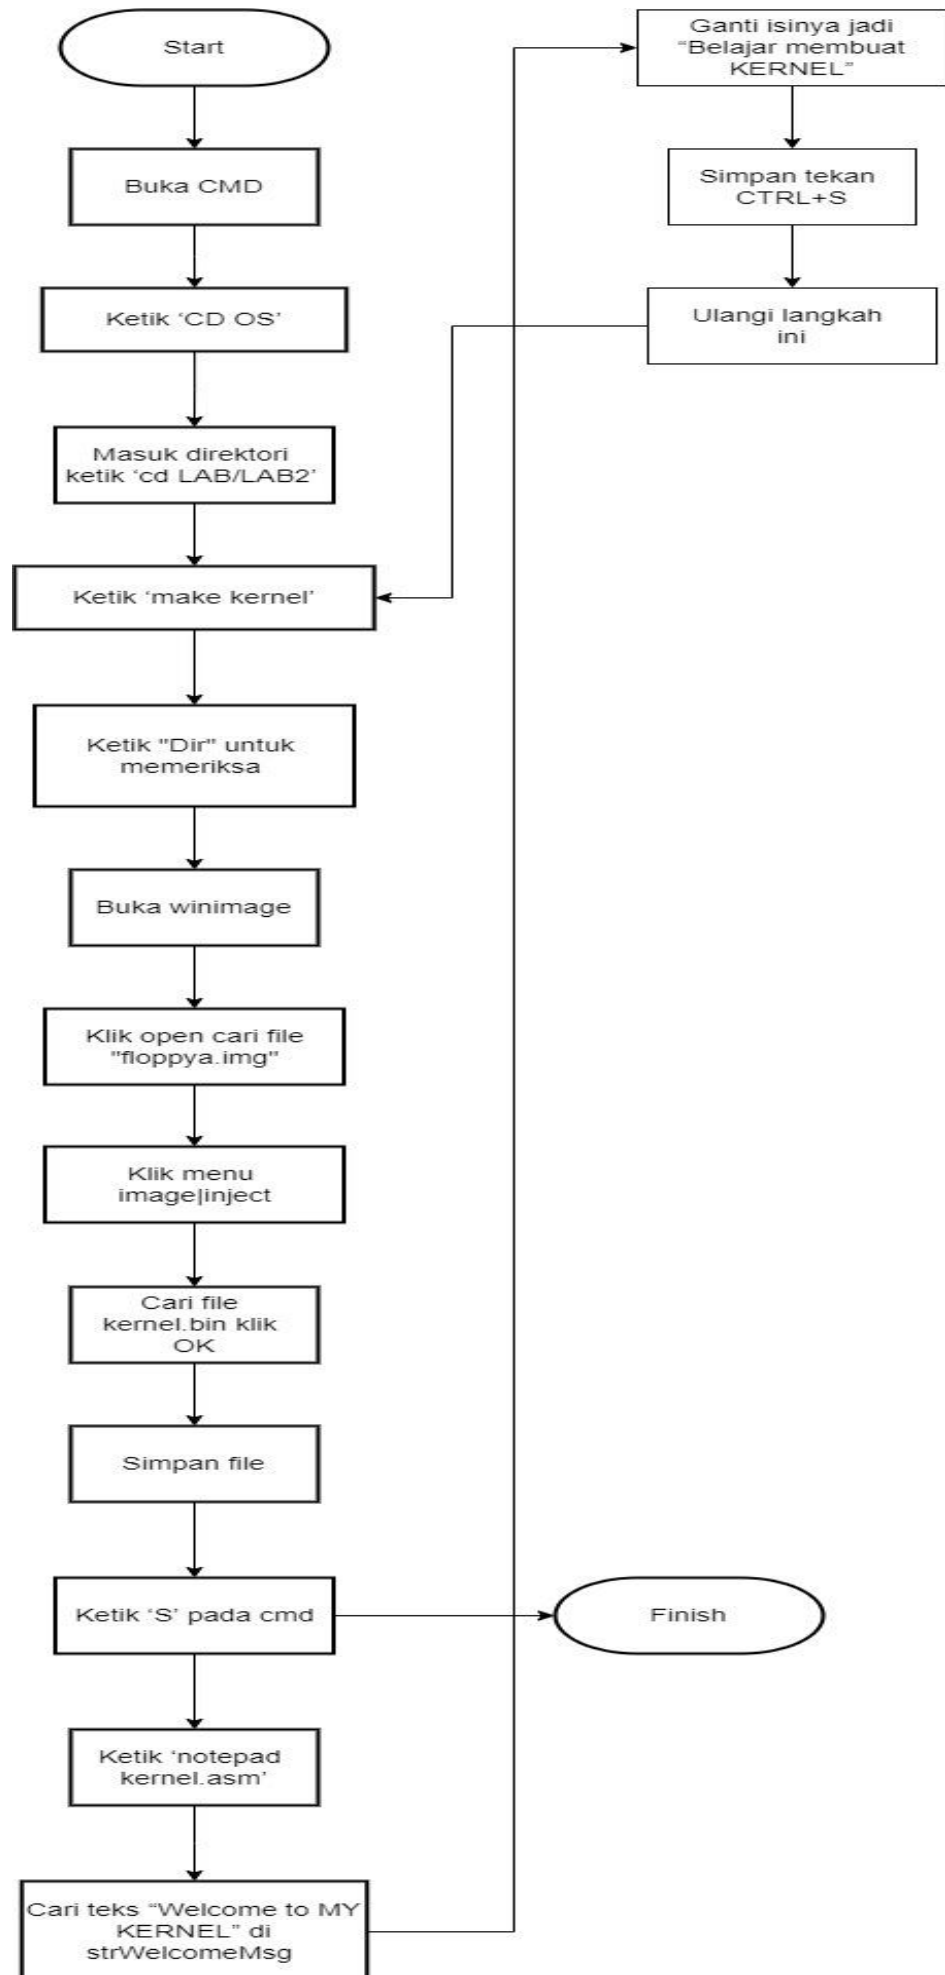 Start
Buka CMD
Ketik ‘CD OS’
Masuk direktori
ketik ‘cd LAB/LAB2’
Ketik ‘make kernel’
Ketik "Dir" untuk
memeriksa
Buka winimage
Klik open cari file
"floppya.img"
Klik menu
image|inject
Cari file
kernel.bin klik
OK
Simpan file
Ketik ‘S’ pada cmd
Finish
Ketik ‘notepad
kernel.asm’
Cari teks “Welcome to MY
KERNEL” di
strWelcomeMsg
Ganti isinya jadi
“Belajar membuat
KERNEL”
Simpan tekan
CTRL+S
Ulangi langkah
ini